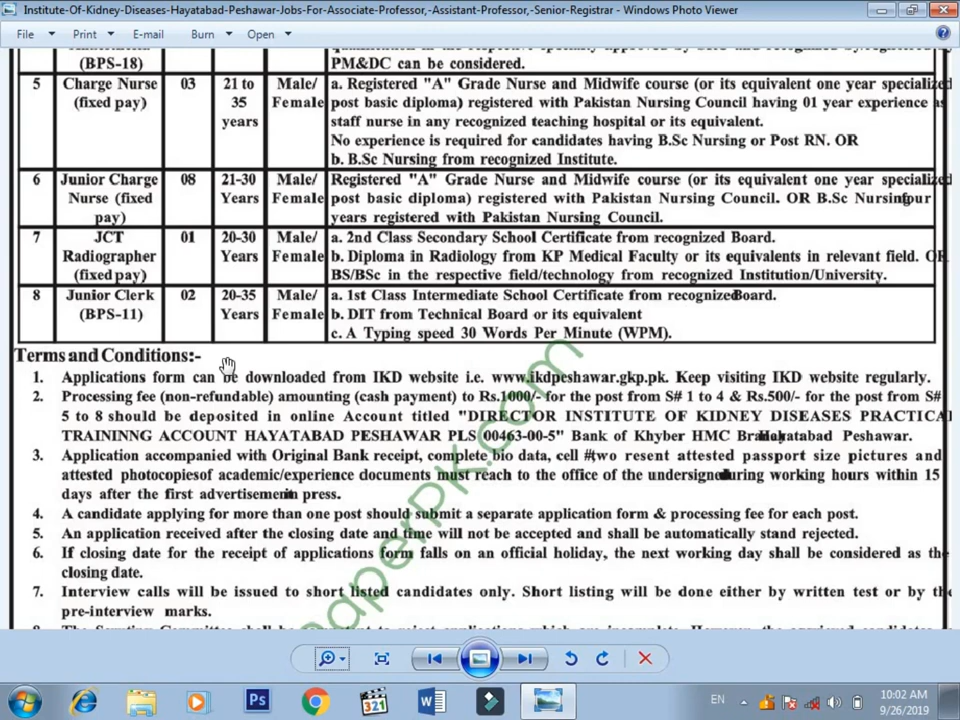 Institute-Of-Kidney-Diseases-Hayatabad-Peshawar-Jobs-For-Associate-Professor,-Assistant-Professor,-Senior-Registrar - Windows Photo Viewer
File Print E-mail Burn Open
(BPS-18) PM&DC can be considered.
5 Charge Nurse 03 21 to Male/ a. Registered "A" Grade Nurse and Midwife course (or its equivalent one year specialized
(fixed pay) 35 Female post basic diploma) registered with Pakistan Nursing Council having 01 year experience as
years staff nurse in any recognized teaching hospital or its equivalent.
No experience is required for candidates having B.Sc Nursing or Post RN. OR
b. B.Sc Nursing from recognized Institute.
6 Junior Charge 08 21-30 Male/ Registered "A" Grade Nurse and Midwife course (or its equivalent one year specialized
Nurse (fixed Years Female post basic diploma) registered with Pakistan Nursing Council. OR B.Sc Nursing four
pay) years registered with Pakistan Nursing Council.
7 JCT 01 20-30 Male/ a. 2nd Class Secondary School Certificate from recognized Board.
Radiographer Years Female b. Diploma in Radiology from KP Medical Faculty or its equivalents in relevant field. OR
(fixed pay) BS/BSc in the respective field/technology from recognized Institution/University.
8 Junior Clerk 02 20-35 Male/ a. 1st Class Intermediate School Certificate from recognized Board.
(BPS-11) Years Female b. DIT from Technical Board or its equivalent
c. A Typing speed 30 Words Per Minute (WPM).
Terms and Conditions:-
1. Applications form can be downloaded from IKD website i.e. www.ikdpeshawar.gkp.pk. Keep visiting IKD website regularly.
2. Processing fee (non-refundable) amounting (cash payment) to Rs.1000/- for the post from S# 1 to 4 & Rs.500/- for the post from S#
5 to 8 should be deposited in online Account titled "DIRECTOR INSTITUTE OF KIDNEY DISEASES PRACTICAL
TRAININNG ACCOUNT HAYATABAD PESHAWAR PLS 00463-00-5" Bank of Khyber HMC Branch Hayatabad Peshawar.
3. Application accompanied with Original Bank receipt, complete bio data, cell #, two resent attested passport size pictures and
attested photocopies of academic/experience documents must reach to the office of the undersigned during working hours within 15
days after the first advertisement in press.
4. A candidate applying for more than one post should submit a separate application form & processing fee for each post.
5. An application received after the closing date and time will not be accepted and shall be automatically stand rejected.
6. If closing date for the receipt of applications form falls on an official holiday, the next working day shall be considered as the
closing date.
7. Interview calls will be issued to short listed candidates only. Short listing will be done either by written test or by the
pre-interview marks.
PaperPK.com
Ps
321
W
EN
10:02 AM
9/26/2019